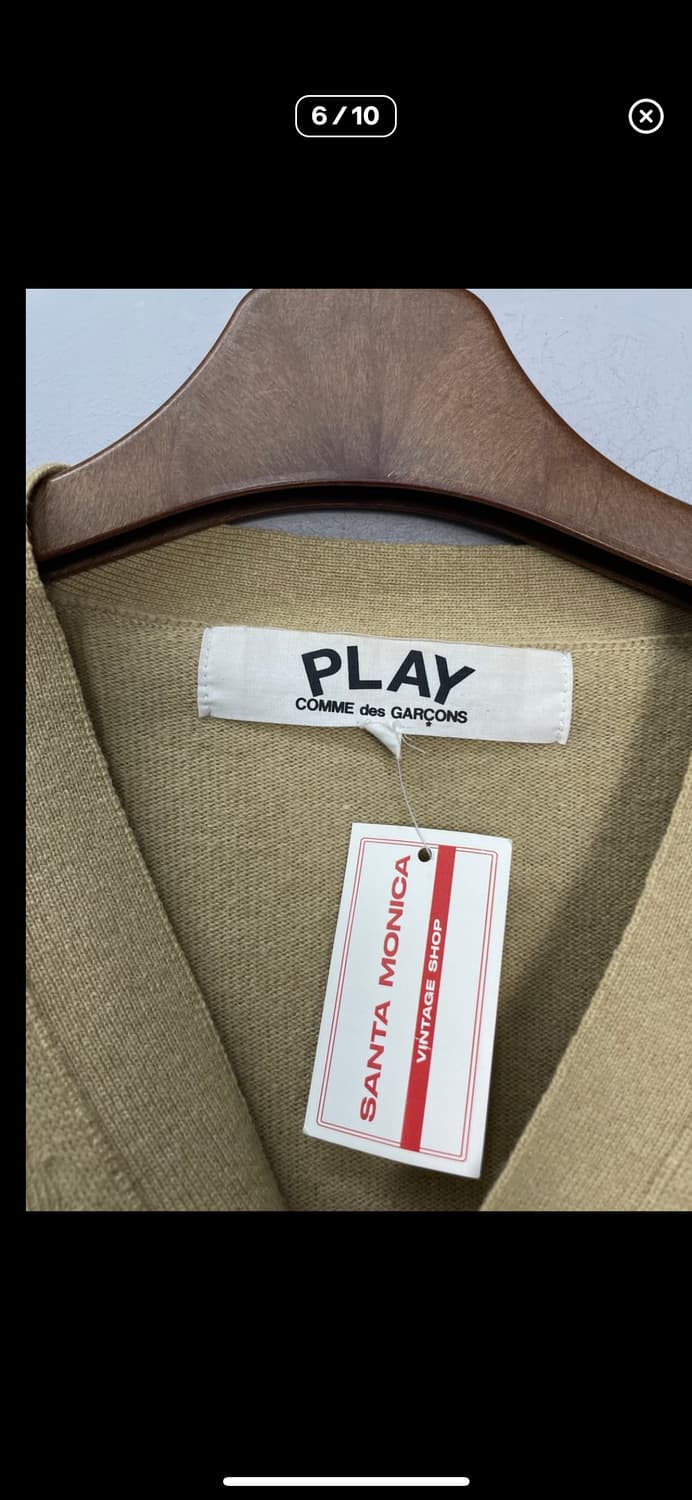 6/10
PLAY
COMME des GARÇONS
SANTA MONICA
VINTAGE SHOP